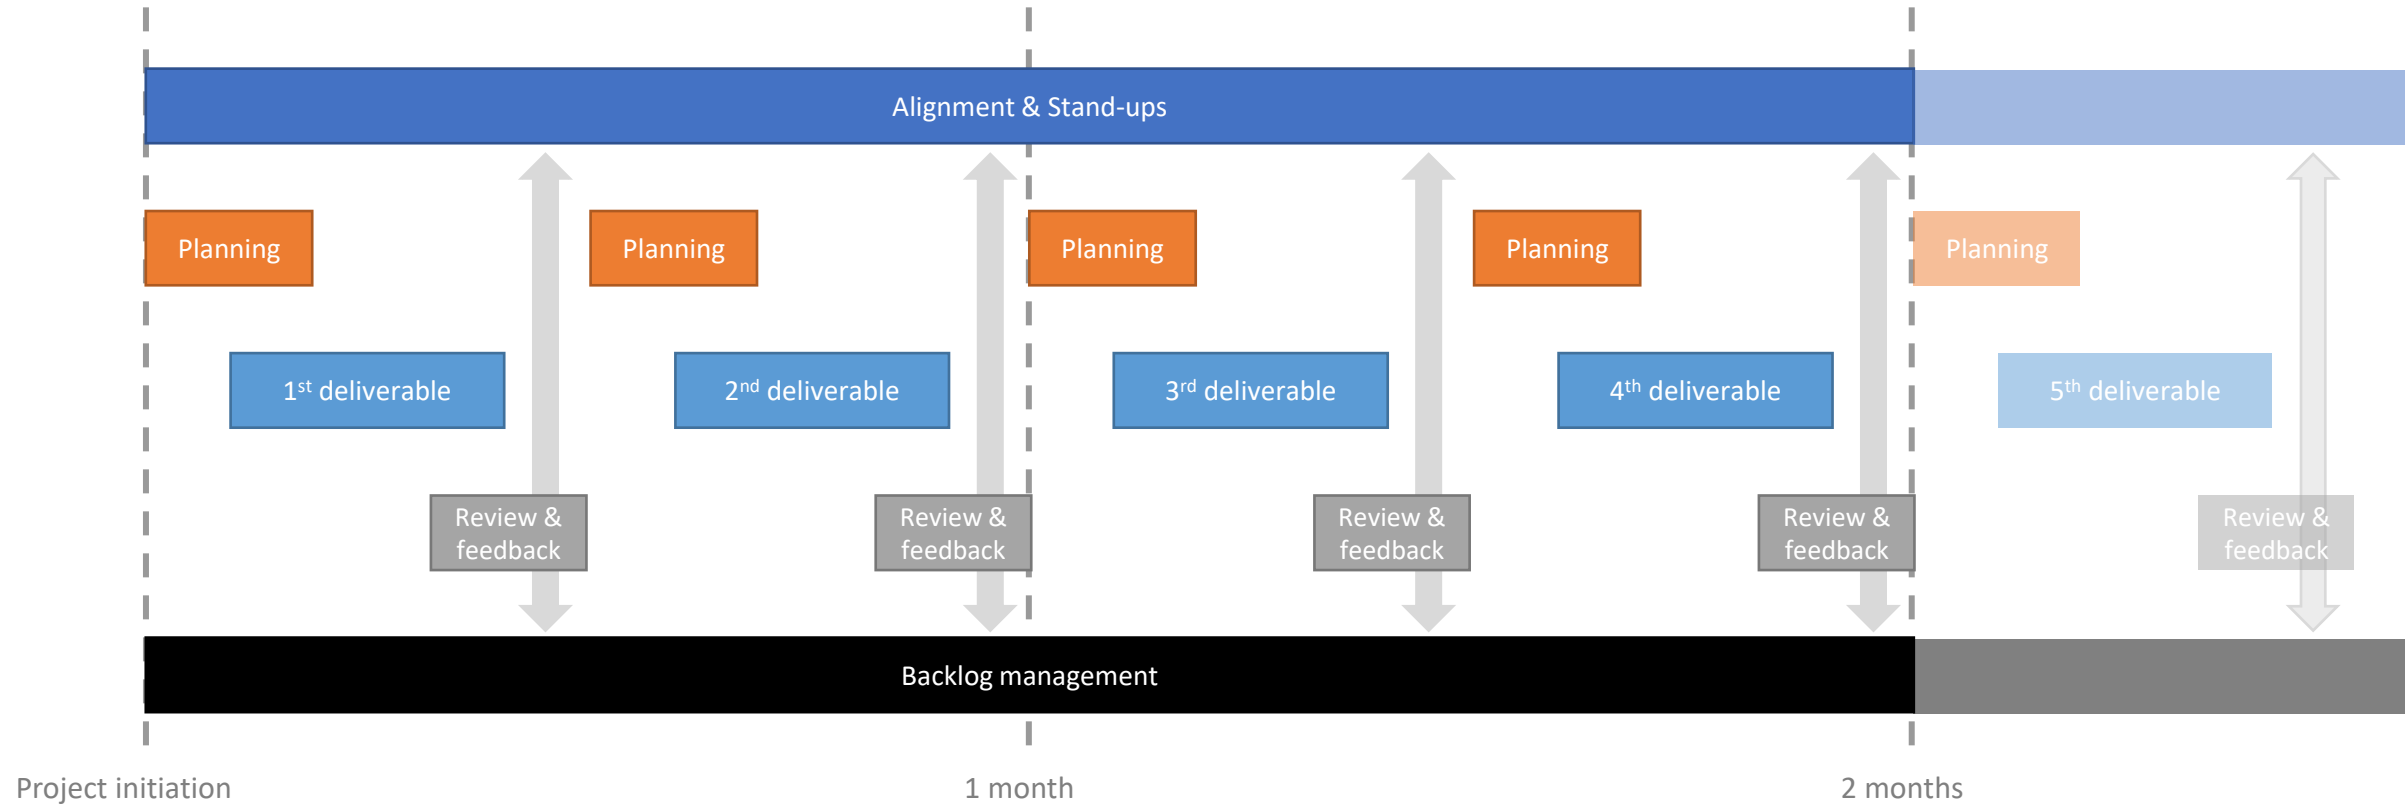 Alignment & Stand-ups
Planning
Planning
Planning
Planning
Planning
1st deliverable
2nd deliverable
3rd deliverable
4th deliverable
5th deliverable
Review &
feedback
Review &
feedback
Review &
feedback
Review &
feedback
Review &
feedback
Backlog management
Project initiation
1 month
2 months